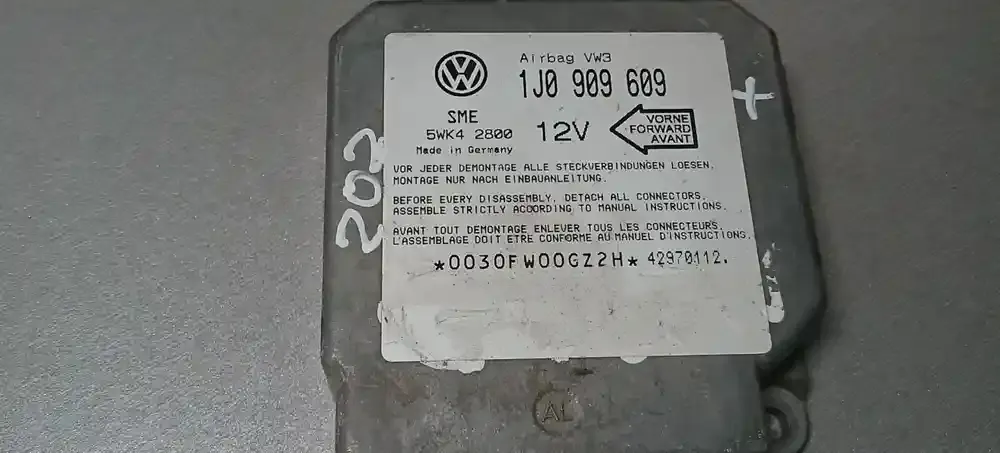 Airbag VW3
1J0 909 609
SME
5WK4 2800
Made in Germany
12V
VORNE
FORWARD
AVANT
VOR JEDER DEMONTAGE ALLE STECKVERBINDUNGEN LOESEN.
MONTAGE NUR NACH EINBAUANLEITUNG.
BEFORE EVERY DISASSEMBLY, DETACH ALL CONNECTORS.
ASSEMBLE STRICTLY ACCORDING TO MANUAL INSTRUCTIONS.
AVANT TOUT DEMONTAGE ENLEVER TOUS LES CONNECTEURS.
L'ASSEMBLAGE DOIT ETRE CONFORME AU MANUEL D'INSTRUCTIONS.
*0030FW00GZ2H* 42970112.
202
AL